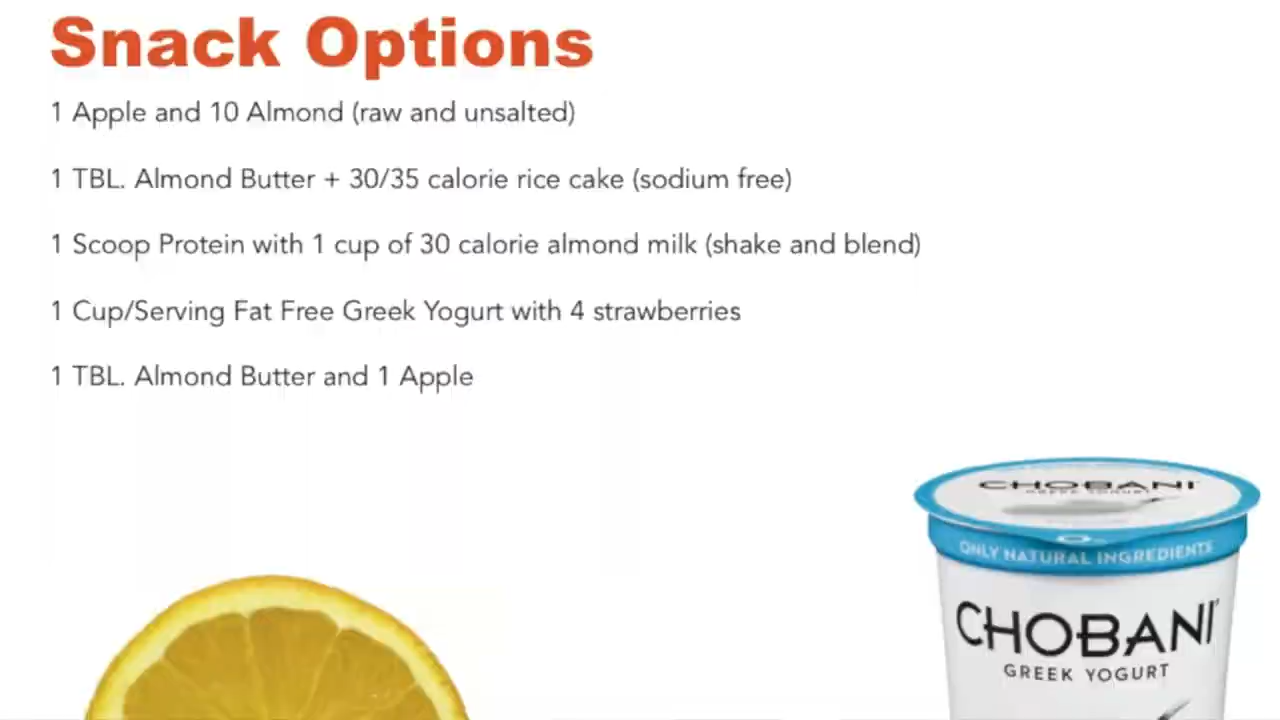 Snack Options
1 Apple and 10 Almond (raw and unsalted)
1 TBL. Almond Butter + 30/35 calorie rice cake (sodium free)
1 Scoop Protein with 1 cup of 30 calorie almond milk (shake and blend)
1 Cup/Serving Fat Free Greek Yogurt with 4 strawberries
1 TBL. Almond Butter and 1 Apple
CHOBANI
GREEK YOGURT
ONLY NATURAL INGREDIENTS
CHOBANI
GREEK YOGURT